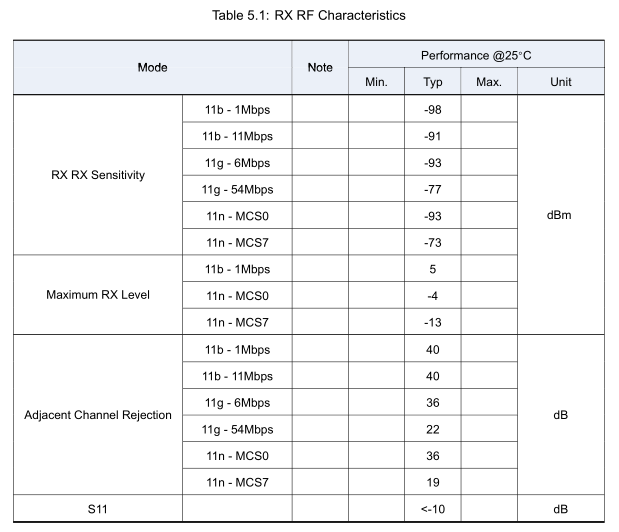 Table 5.1: RX RF Characteristics
Mode Note Performance @25°C
Min. Typ Max. Unit
RX RX Sensitivity 11b - 1Mbps -98 dBm
11b - 11Mbps -91
11g - 6Mbps -93
11g - 54Mbps -77
11n - MCS0 -93
11n - MCS7 -73
Maximum RX Level 11b - 1Mbps 5
11n - MCS0 -4
11n - MCS7 -13
Adjacent Channel Rejection 11b - 1Mbps 40 dB
11b - 11Mbps 40
11g - 6Mbps 36
11g - 54Mbps 22
11n - MCS0 36
11n - MCS7 19
S11 <-10 dB